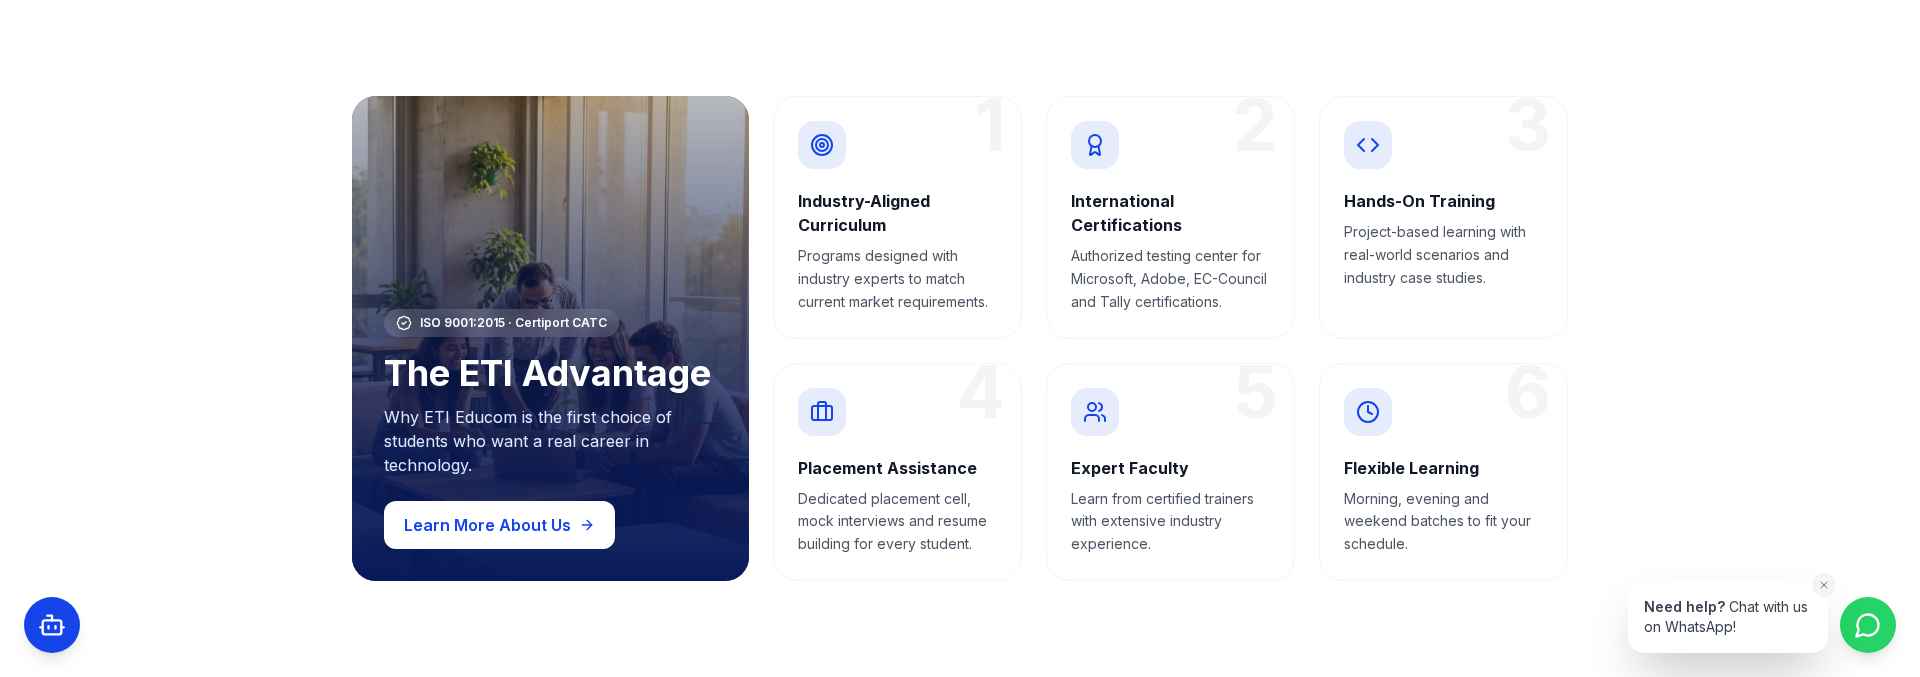 ISO 9001:2015 · Certiport CATC
The ETI Advantage
Why ETI Educom is the first choice of
students who want a real career in
technology.
Learn More About Us
1
Industry-Aligned
Curriculum
Programs designed with
industry experts to match
current market requirements.
2
International
Certifications
Authorized testing center for
Microsoft, Adobe, EC-Council
and Tally certifications.
3
Hands-On Training
Project-based learning with
real-world scenarios and
industry case studies.
4
Placement Assistance
Dedicated placement cell,
mock interviews and resume
building for every student.
5
Expert Faculty
Learn from certified trainers
with extensive industry
experience.
6
Flexible Learning
Morning, evening and
weekend batches to fit your
schedule.
Need help? Chat with us
on WhatsApp!